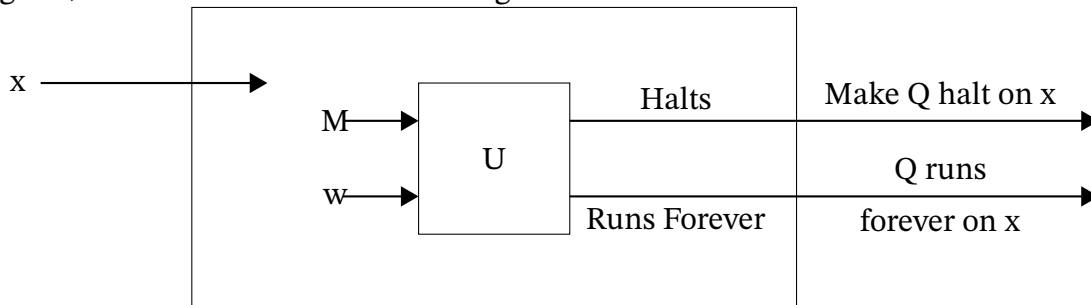 x
M
w
U
Halts
Runs Forever
Make Q halt on x
Q runs
forever on x